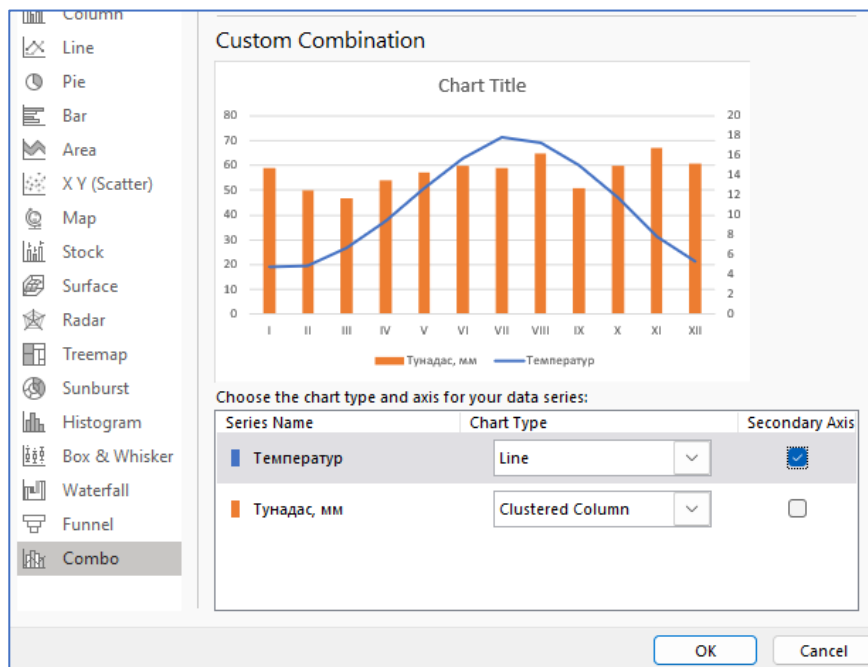 Column
Line
Pie
Bar
Area
X Y (Scatter)
Map
Stock
Surface
Radar
Treemap
Sunburst
Histogram
Box & Whisker
Waterfall
Funnel
Combo
Custom Combination
Chart Title
80
70
60
50
40
30
20
10
0
20
18
16
14
12
10
8
6
4
2
0
I II III IV V VI VII VIII IX X XI XII
Тунадас, мм Температур
Choose the chart type and axis for your data series:
Series Name Chart Type Secondary Axis
Температур Line
Тунадас, мм Clustered Column
OK Cancel